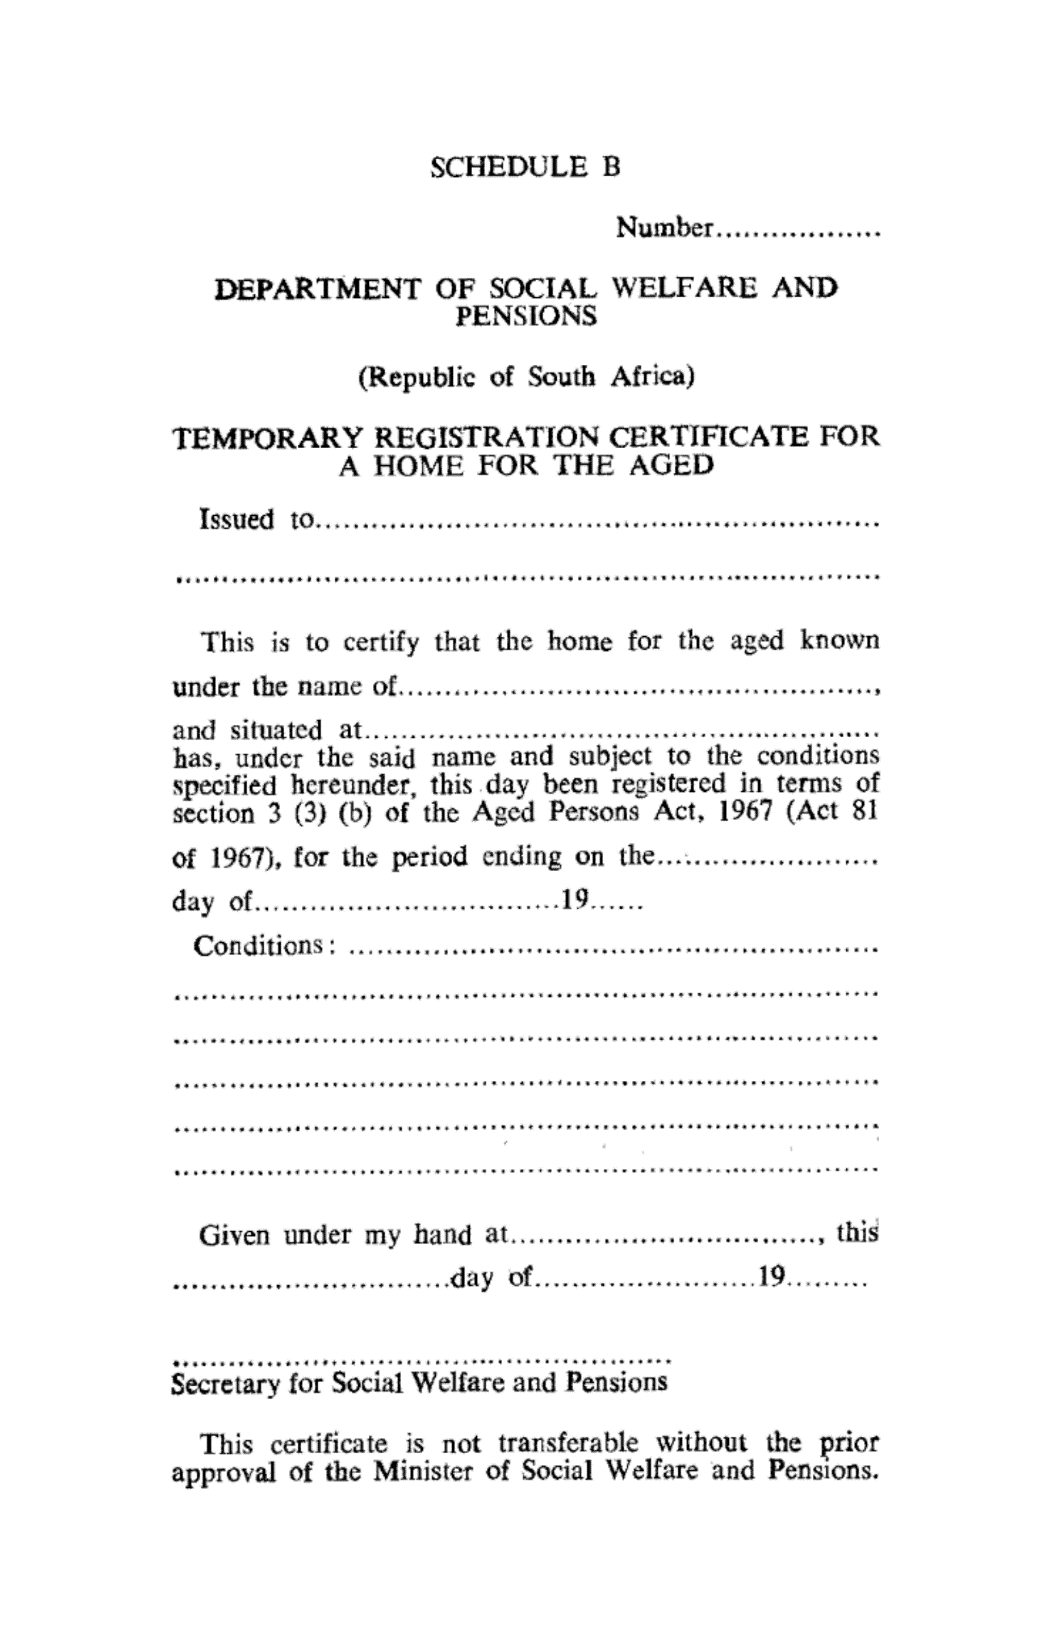 SCHEDULE B
Number..................
DEPARTMENT OF SOCIAL WELFARE AND
PENSIONS
(Republic of South Africa)
TEMPORARY REGISTRATION CERTIFICATE FOR
A HOME FOR THE AGED
Issued to............................................................
...........................................................................
This is to certify that the home for the aged known
under the name of...................................................,
and situated at.......................................................
has, under the said name and subject to the conditions
specified hereunder, this day been registered in terms of
section 3 (3) (b) of the Aged Persons Act, 1967 (Act 81
of 1967), for the period ending on the........................
day of.................................19......
Conditions: .........................................................
...........................................................................
...........................................................................
...........................................................................
...........................................................................
...........................................................................
Given under my hand at................................., this
..............................day of........................19.........
.....................................................
Secretary for Social Welfare and Pensions
This certificate is not transferable without the prior
approval of the Minister of Social Welfare and Pensions.